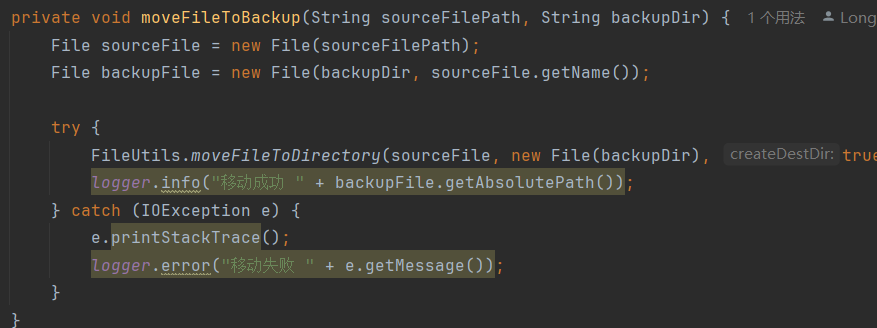 private void moveFileToBackup(String sourceFilePath, String backupDir) { 1 个用法 Long
File sourceFile = new File(sourceFilePath);
File backupFile = new File(backupDir, sourceFile.getName());
try {
FileUtils.moveFileToDirectory(sourceFile, new File(backupDir), createDestDir: true
logger.info("移动成功 " + backupFile.getAbsolutePath());
} catch (IOException e) {
e.printStackTrace();
logger.error("移动失败 " + e.getMessage());
}
}